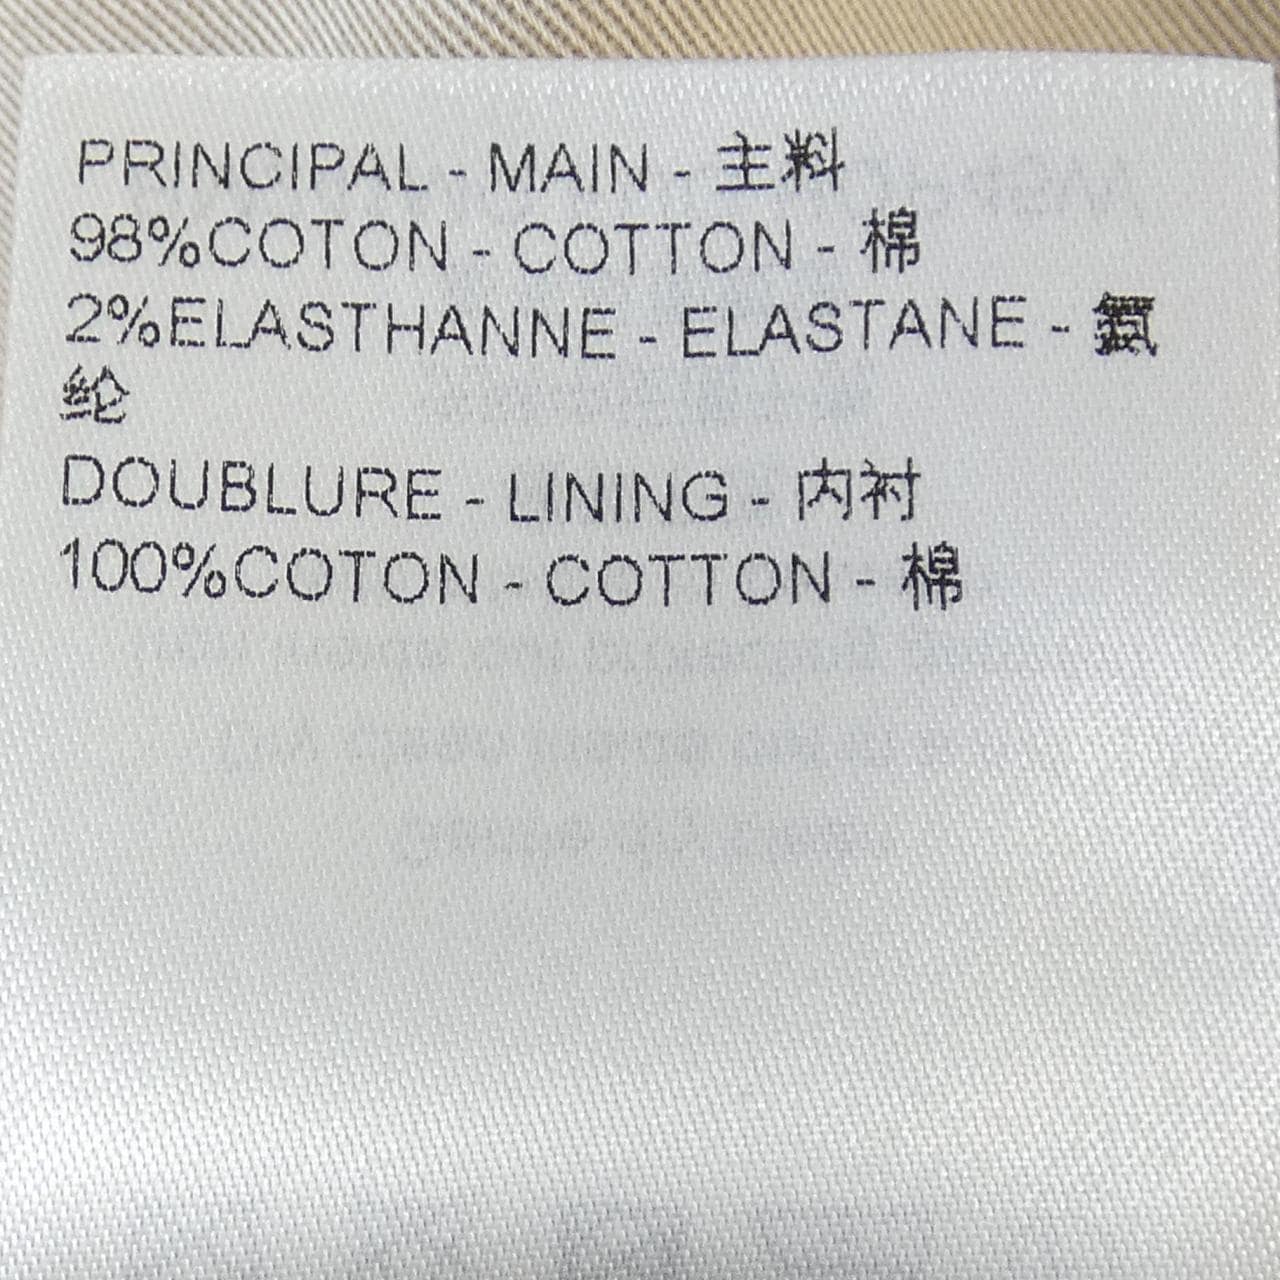 PRINCIPAL - MAIN - 主料
98%COTON - COTTON - 棉
2%ELASTHANNE - ELASTANE - 氨
纶
DOUBLURE - LINING - 内衬
100%COTON - COTTON - 棉